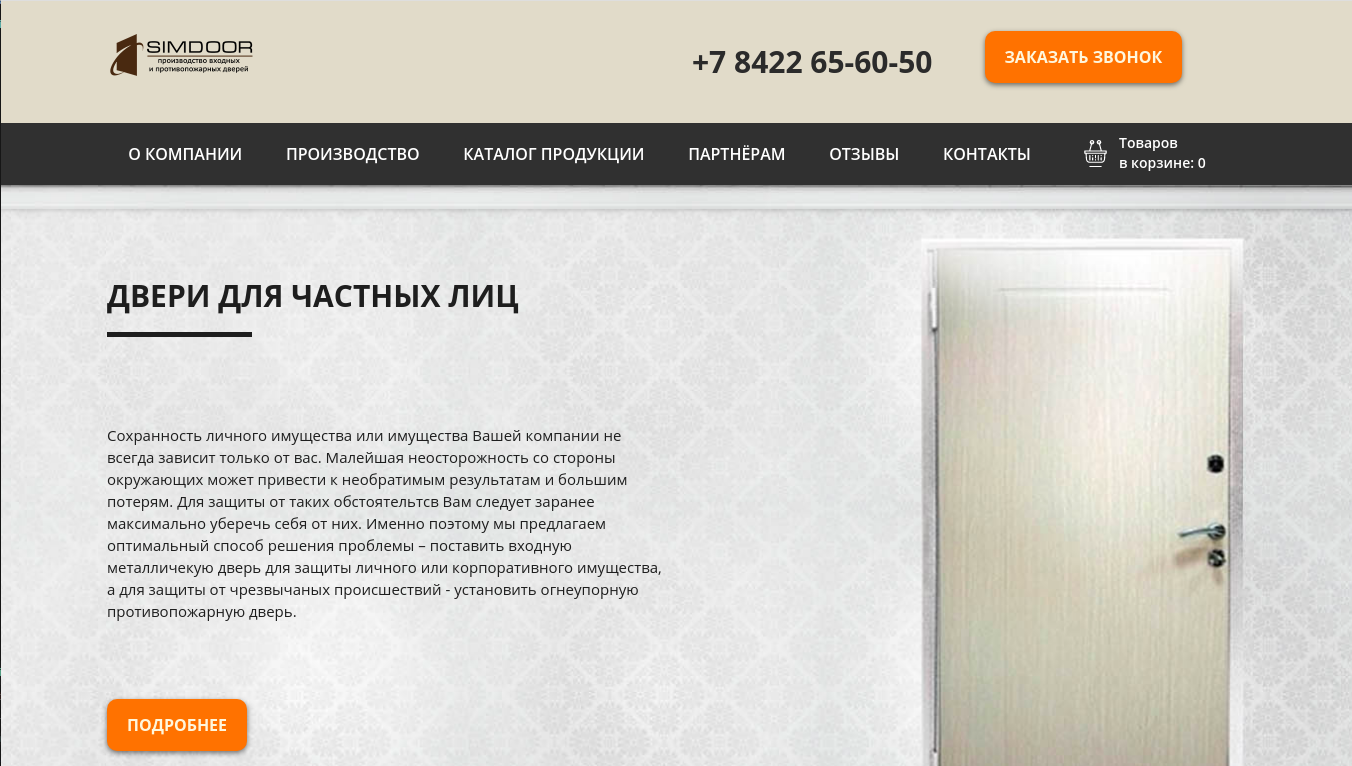 SIMDOOR
производство входных
и противопожарных дверей
+7 8422 65-60-50
ЗАКАЗАТЬ ЗВОНОК
О КОМПАНИИ
ПРОИЗВОДСТВО
КАТАЛОГ ПРОДУКЦИИ
ПАРТНЁРАМ
ОТЗЫВЫ
КОНТАКТЫ
Товаров
в корзине: 0
ДВЕРИ ДЛЯ ЧАСТНЫХ ЛИЦ
Сохранность личного имущества или имущества Вашей компании не
всегда зависит только от вас. Малейшая неосторожность со стороны
окружающих может привести к необратимым результатам и большим
потерям. Для защиты от таких обстоятельтсв Вам следует заранее
максимально уберечь себя от них. Именно поэтому мы предлагаем
оптимальный способ решения проблемы – поставить входную
металличекую дверь для защиты личного или корпоративного имущества,
а для защиты от чрезвычаных происшествий - установить огнеупорную
противопожарную дверь.
ПОДРОБНЕЕ